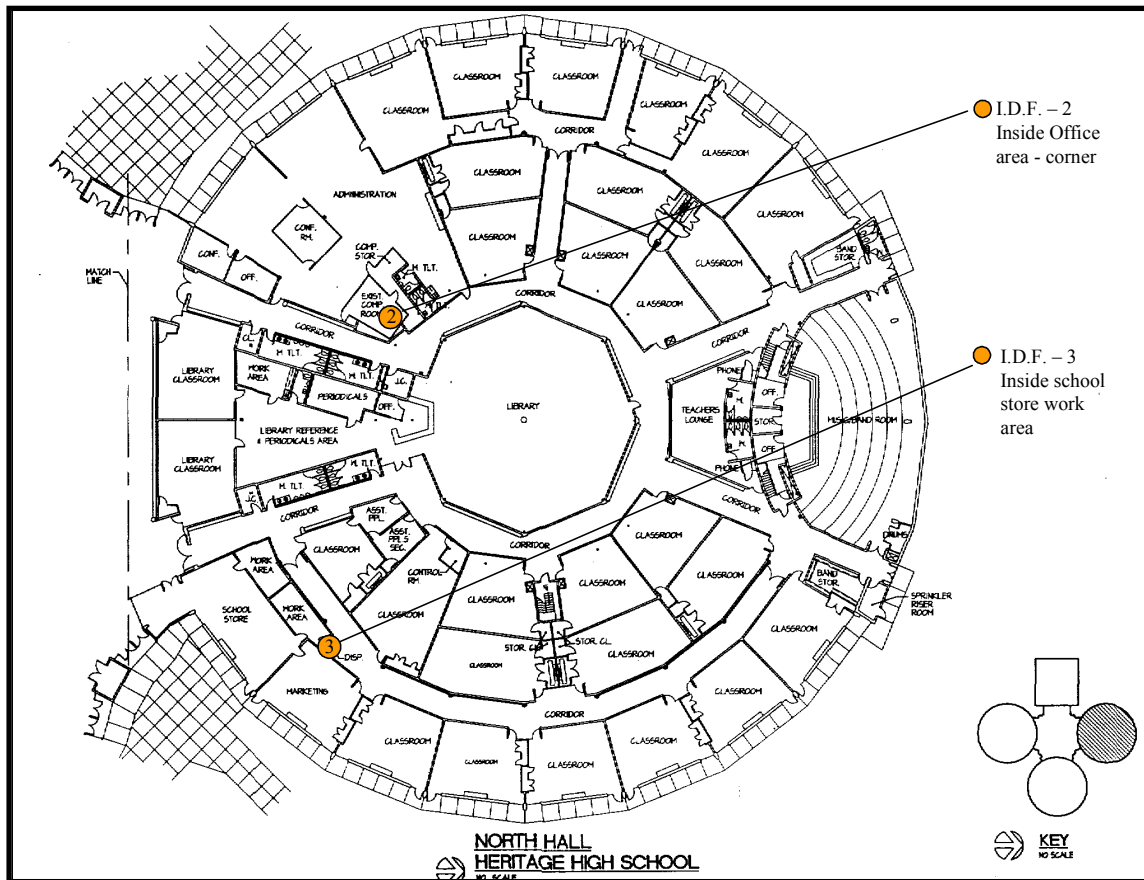 CLASSROOM
CLASSROOM
CLASSROOM
CLASSROOM
CORRIDOR
I.D.F. – 2
Inside Office
area - corner
CLASSROOM
CLASSROOM
CLASSROOM
ADMINISTRATION
CONF.
RM.
CLASSROOM
CLASSROOM
CLASSROOM
CLASSROOM
BAND
STOR.
CONF.
OFF.
COMP.
STOR.
M. TLT.
EXIST.
COMP.
ROOM
2
CLASSROOM
MATCH
LINE
CORRIDOR
CORRIDOR
CORRIDOR
CL.
M. TLT.
I.D.F. – 3
Inside school
store work
area
LIBRARY
CLASSROOM
WORK
AREA
J.C.
PERIODICALS
OFF.
LIBRARY
PHONE
M.
OFF.
TEACHERS
LOUNGE
STOR.
MUSIC/BAND ROOM
LIBRARY REFERENCE
& PERIODICALS AREA
OFF.
PHONE
LIBRARY
CLASSROOM
M. TLT.
J.C.
CORRIDOR
CORRIDOR
CORRIDOR
ASST.
PPL.
ASST.
PPL.S
SEC.
CLASSROOM
CONTROL
RM.
DRUMS
WORK
AREA
CLASSROOM
CLASSROOM
CLASSROOM
CLASSROOM
BAND
STOR.
SPRINKLER
RISER
ROOM
SCHOOL
STORE
WORK
AREA
CLASSROOM
CLASSROOM
3
DISP.
STOR. CL.
STOR. CL.
CLASSROOM
CLASSROOM
CLASSROOM
MARKETING
CLASSROOM
CORRIDOR
CLASSROOM
CLASSROOM
CLASSROOM
CLASSROOM
NORTH HALL
HERITAGE HIGH SCHOOL
NO SCALE
KEY
NO SCALE